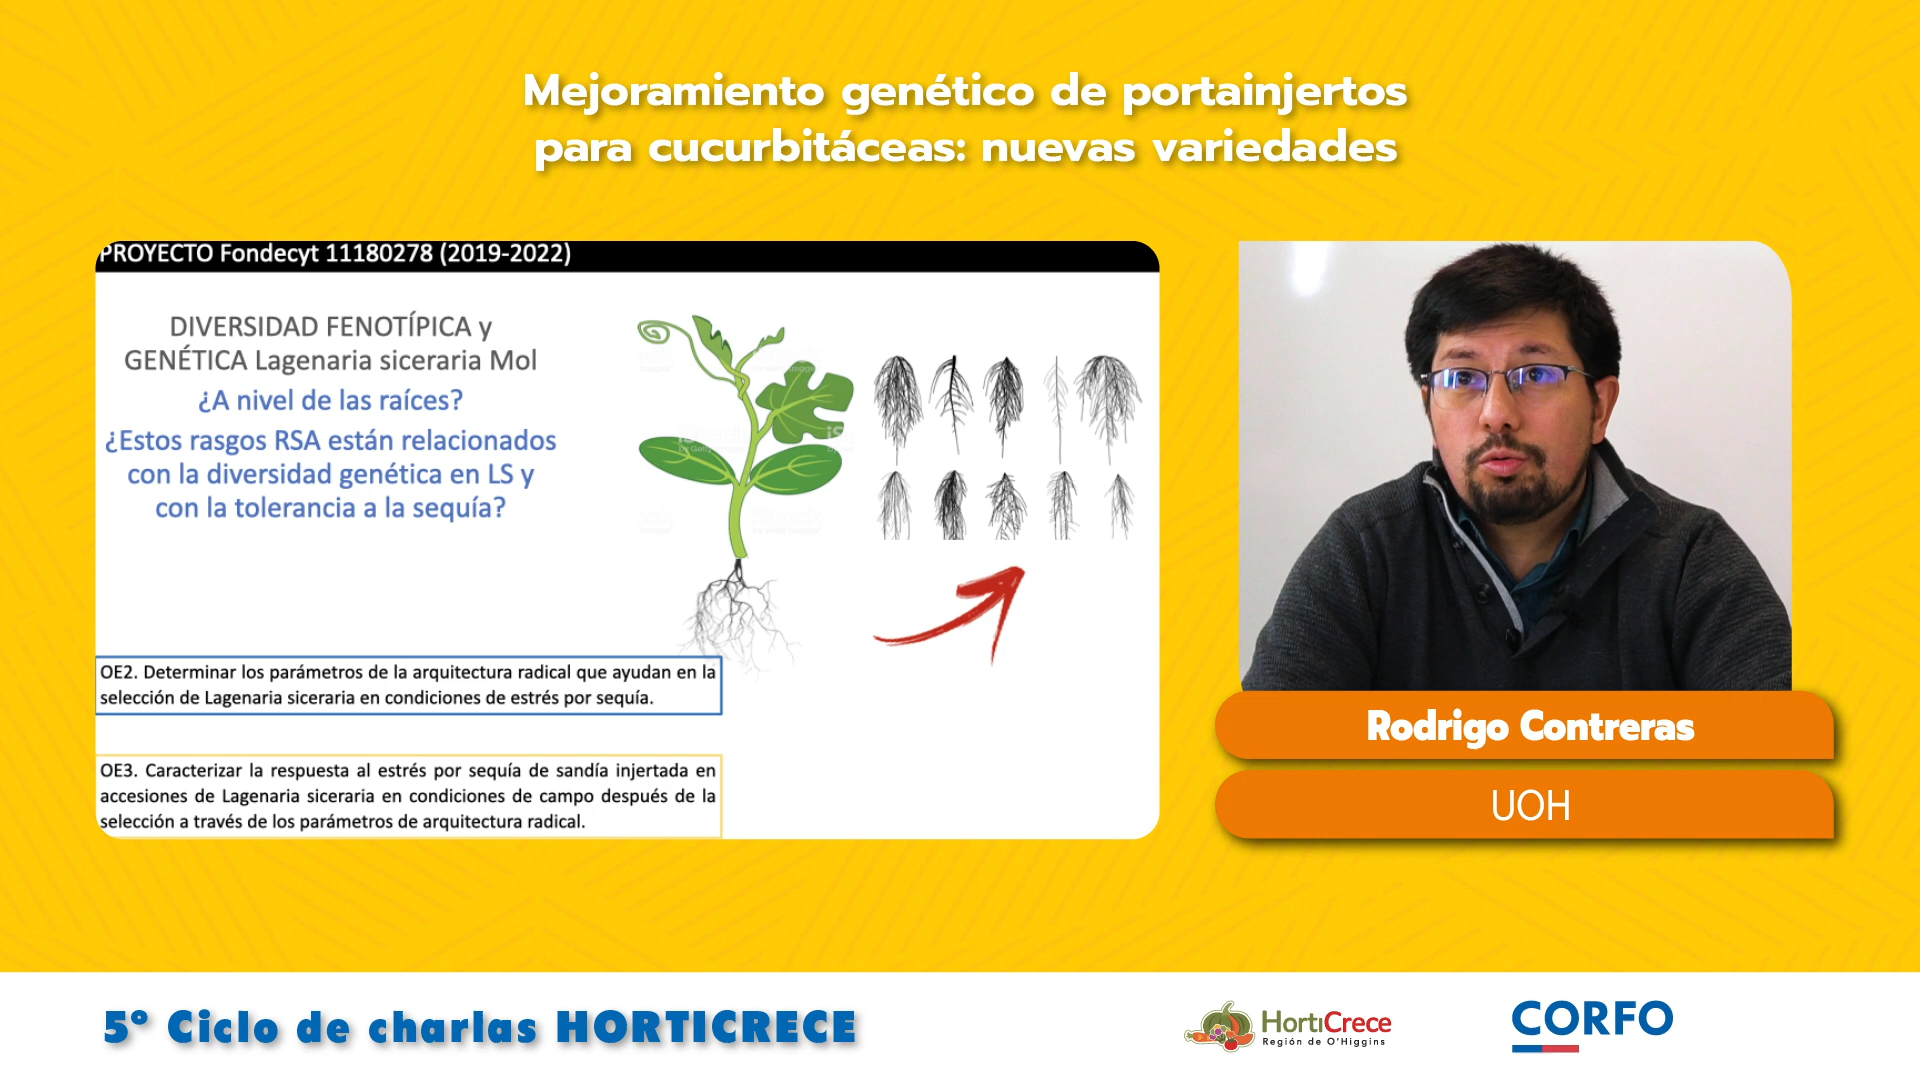 Mejoramiento genético de portainjertos
para cucurbitáceas: nuevas variedades
PROYECTO Fondecyt 11180278 (2019-2022)
DIVERSIDAD FENOTÍPICA y
GENÉTICA Lagenaria siceraria Mol
¿A nivel de las raíces?
¿Estos rasgos RSA están relacionados
con la diversidad genética en LS y
con la tolerancia a la sequía?
OE2. Determinar los parámetros de la arquitectura radical que ayudan en la
selección de Lagenaria siceraria en condiciones de estrés por sequía.
OE3. Caracterizar la respuesta al estrés por sequía de sandía injertada en
accesiones de Lagenaria siceraria en condiciones de campo después de la
selección a través de los parámetros de arquitectura radical.
Rodrigo Contreras
UOH
5º Ciclo de charlas HORTICRECE
HortiCrece
Región de O'Higgins
CORFO